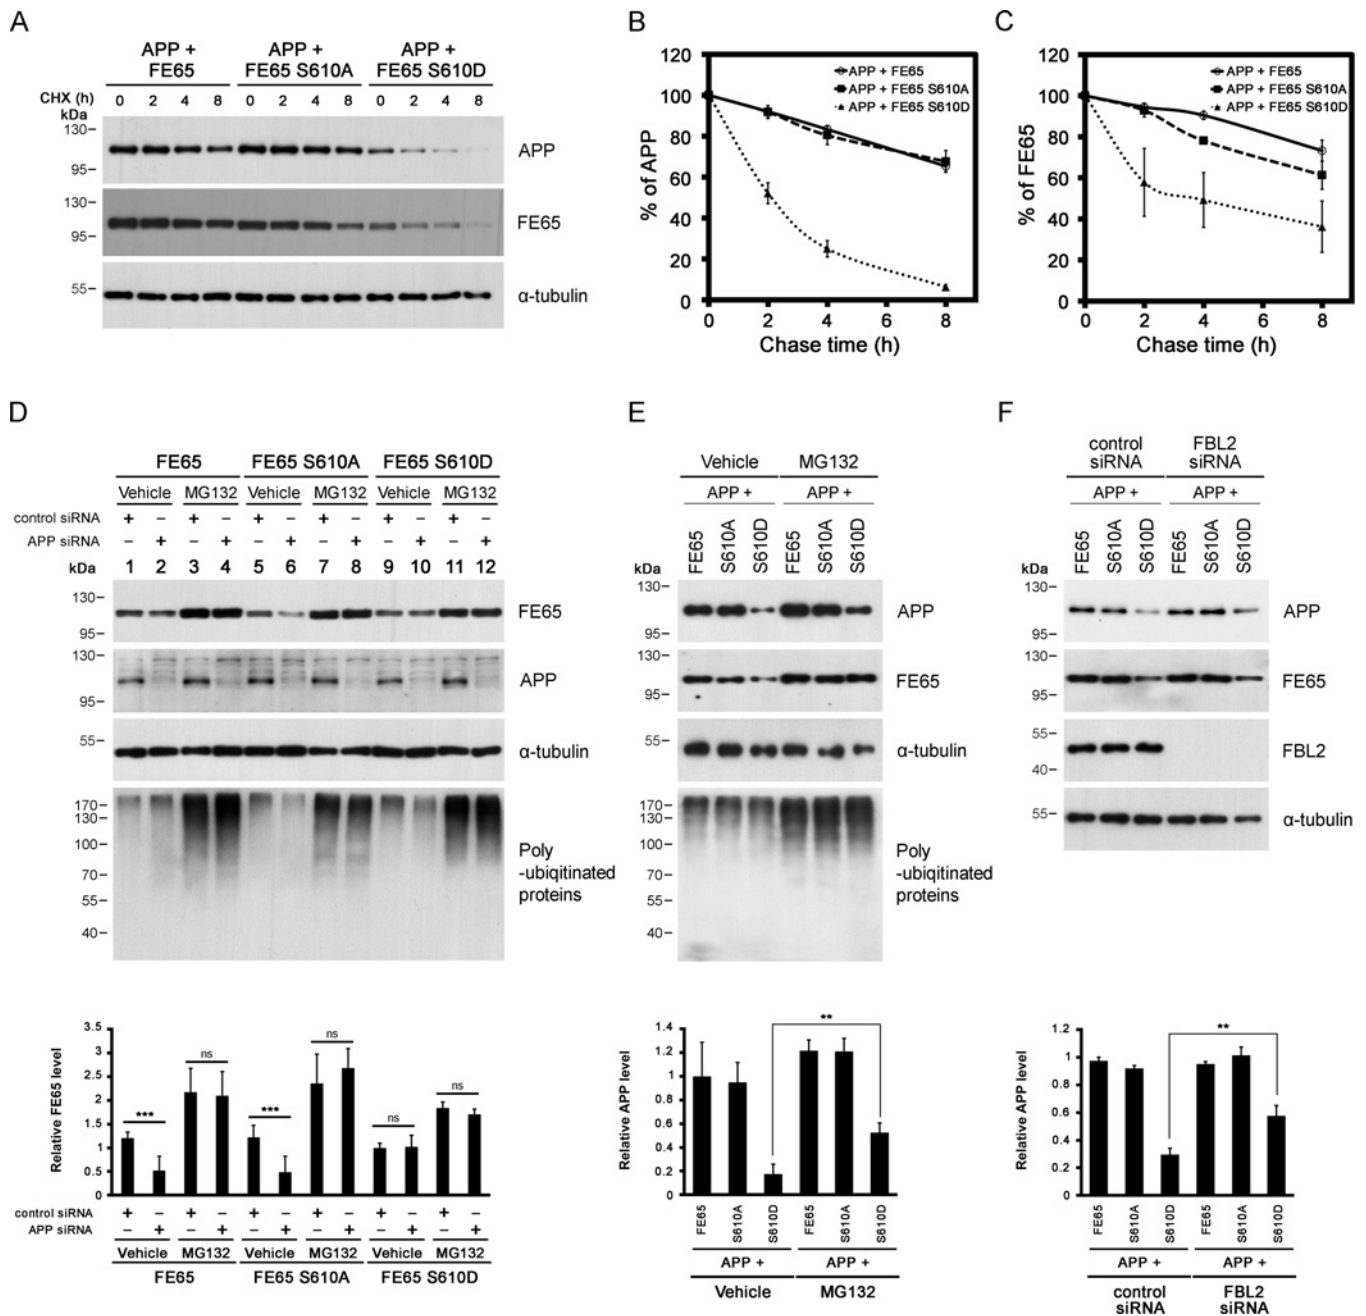 A
APP + FE65
APP + FE65 S610A
APP + FE65 S610D
CHX (h) 0 2 4 8 0 2 4 8 0 2 4 8
kDa
130
95
APP
130
95
FE65
55
α-tubulin
B
120
100
80
60
40
20
0
% of APP
APP + FE65
APP + FE65 S610A
APP + FE65 S610D
0 2 4 6 8
Chase time (h)
C
120
100
80
60
40
20
0
% of FE65
APP + FE65
APP + FE65 S610A
APP + FE65 S610D
0 2 4 6 8
Chase time (h)
D
FE65 FE65 S610A FE65 S610D
Vehicle MG132 Vehicle MG132 Vehicle MG132
control siRNA + – + – + – + – + – + –
APP siRNA – + – + – + – + – + – +
kDa 1 2 3 4 5 6 7 8 9 10 11 12
130
95
FE65
130
95
APP
55
α-tubulin
170
130
100
70
55
40
Poly
-ubiqitinated
proteins
3.5
3
2.5
2
1.5
1
0.5
0
Relative FE65 level
*** ns *** ns ns ns
control siRNA + – + – + – + – + – + –
APP siRNA – + – + – + – + – + – +
Vehicle MG132 Vehicle MG132 Vehicle MG132
FE65 FE65 S610A FE65 S610D
E
Vehicle MG132
APP + APP +
FE65 S610A S610D FE65 S610A S610D
kDa
130
95
APP
130
95
FE65
55
α-tubulin
170
130
100
70
55
40
Poly
-ubiqitinated
proteins
1.4
1.2
1
0.8
0.6
0.4
0.2
0
Relative APP level
**
FE65 S610A S610D FE65 S610A S610D
APP + APP +
Vehicle MG132
F
control siRNA
FBL2 siRNA
APP + APP +
FE65 S610A S610D FE65 S610A S610D
kDa
130
95
APP
130
95
FE65
55
40
FBL2
55
α-tubulin
1.2
1
0.8
0.6
0.4
0.2
0
Relative APP level
**
FE65 S610A S610D FE65 S610A S610D
APP + APP +
control siRNA
FBL2 siRNA